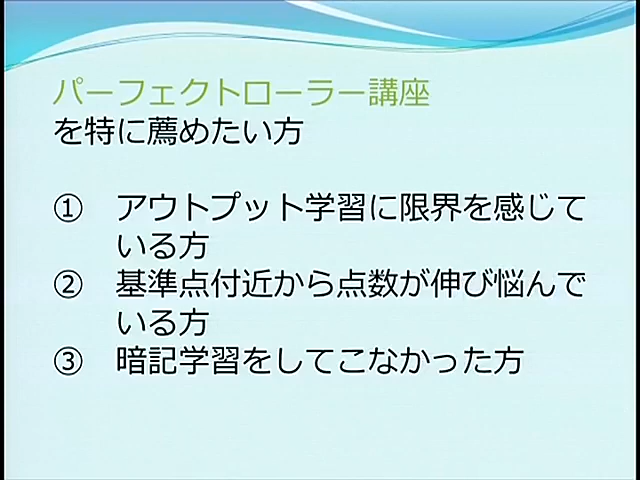 パーフェクトローラー講座
を特に薦めたい方
① アウトプット学習に限界を感じて
いる方
② 基準点付近から点数が伸び悩んで
いる方
③ 暗記学習をしてこなかった方